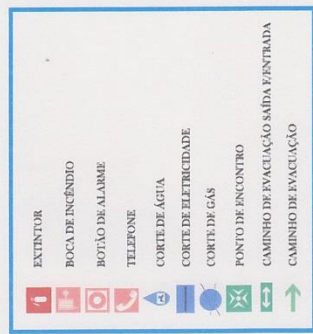 EXTINTOR
BOCA DE INCÊNDIO
BOTÃO DE ALARME
TELEFONE
CORTE DE ÁGUA
CORTE DE ELETRICIDADE
CORTE DE GÁS
PONTO DE ENCONTRO
CAMINHO DE EVACUAÇÃO SAÍDA E/ENTRADA
CAMINHO DE EVACUAÇÃO